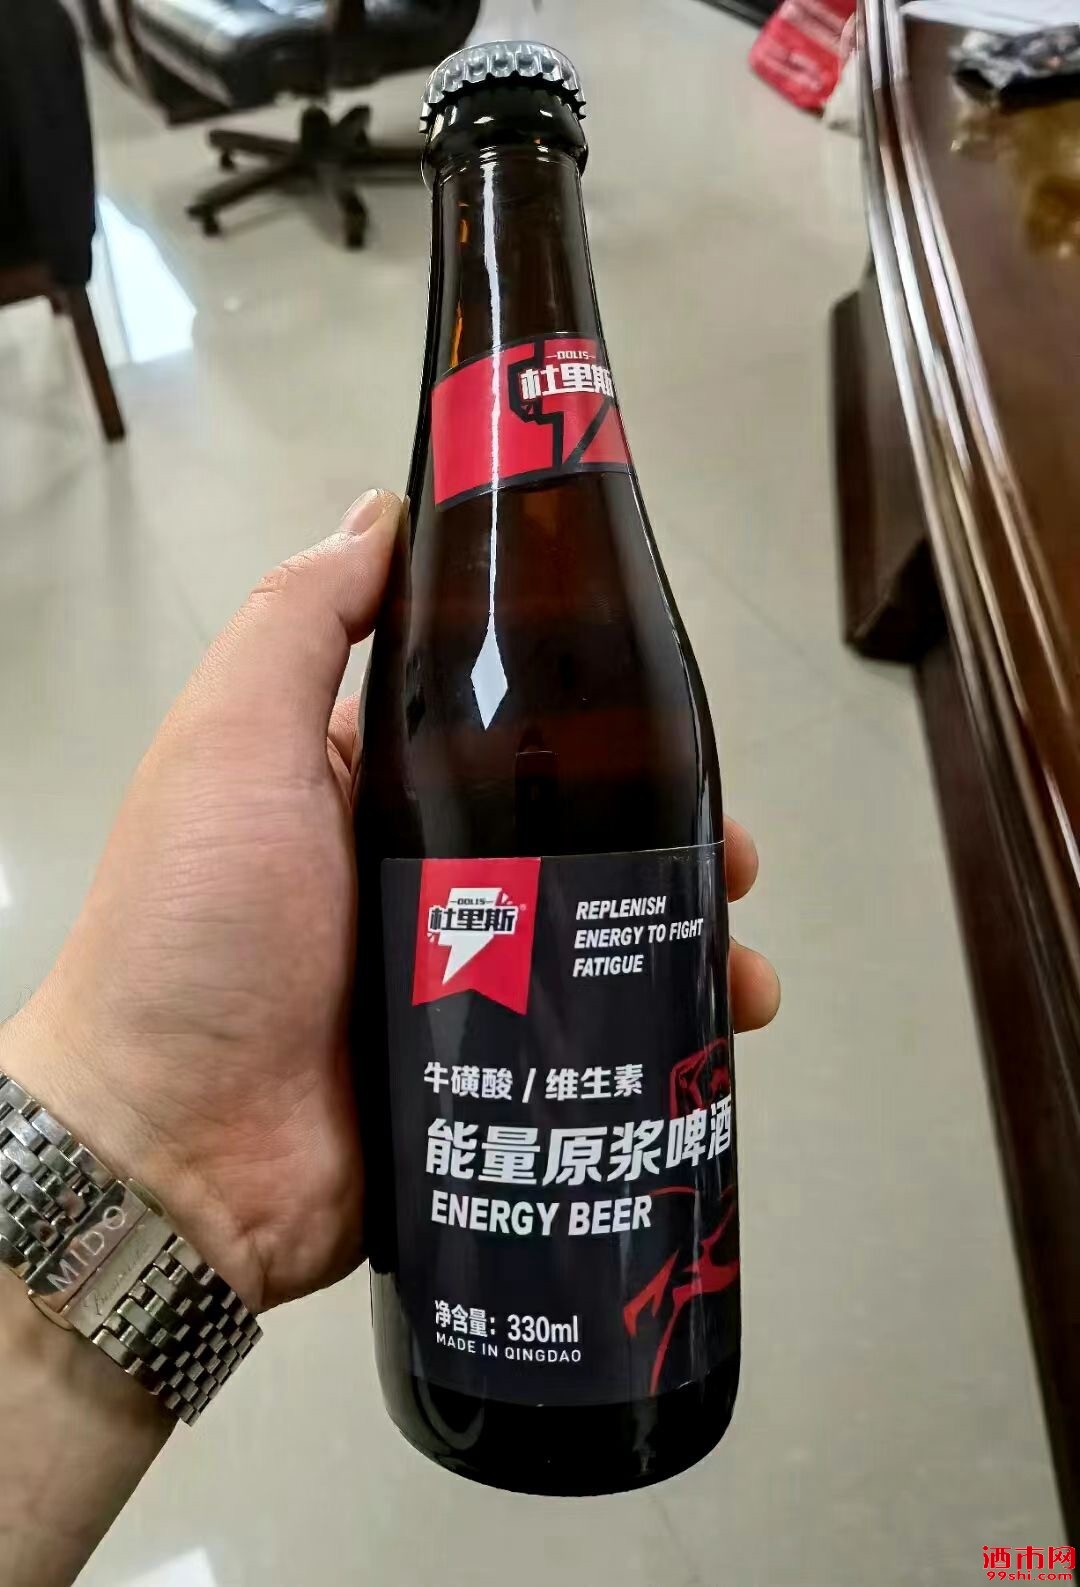 DOLIS
杜里斯
DOLIS
杜里斯®
REPLENISH
ENERGY TO FIGHT
FATIGUE
牛磺酸 / 维生素
能量原浆啤酒
ENERGY BEER
净含量：330ml
MADE IN QINGDAO
MIDO
酒市网
99shi.com